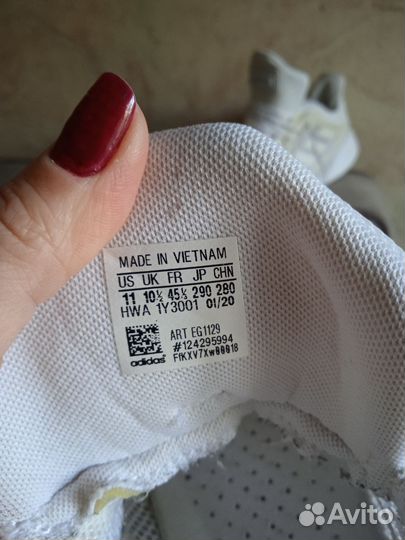 MADE IN VIETNAM
US UK FR JP CHN
11 10½ 45⅓ 290 280
HWA 1Y3001 01/20
ART EG1129
#124295994
FfKXV7Xw00018
adidas
Avito